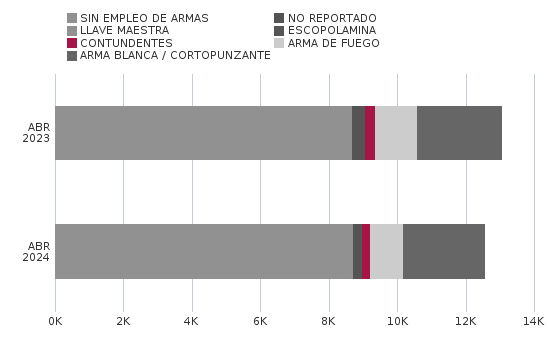 SIN EMPLEO DE ARMAS
NO REPORTADO
LLAVE MAESTRA
ESCOPOLAMINA
CONTUNDENTES
ARMA DE FUEGO
ARMA BLANCA / CORTOPUNZANTE
ABR
2023
ABR
2024
0K 2K 4K 6K 8K 10K 12K 14K